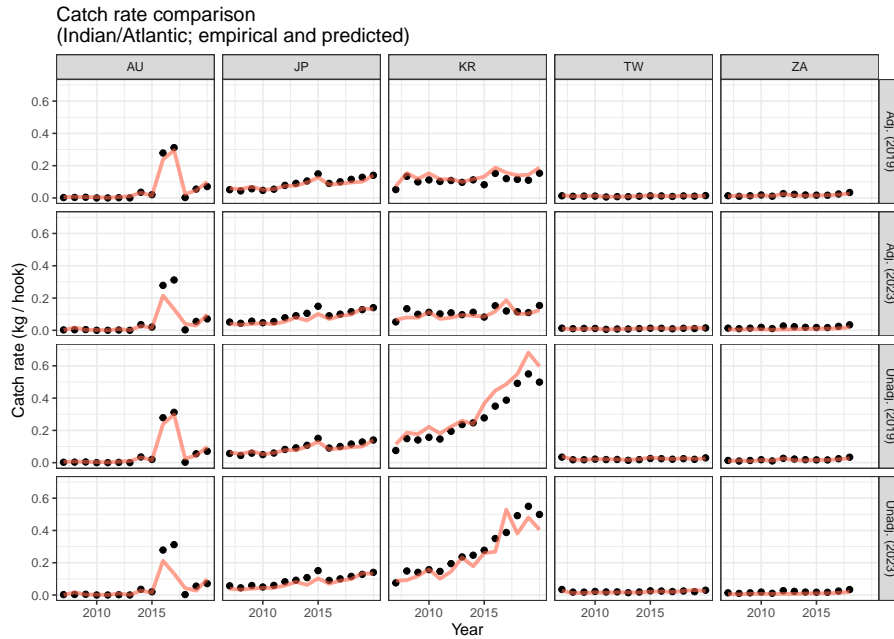 Catch rate comparison
(Indian/Atlantic; empirical and predicted)
AU JP KR TW ZA
0.6
0.4
0.2
0.0
Adj. (2019)
0.6
0.4
0.2
0.0
Adj. (2023)
0.6
0.4
0.2
0.0
Unadj. (2019)
0.6
0.4
0.2
0.0
Unadj. (2023)
Catch rate (kg / hook)
2010 2015 2010 2015 2010 2015 2010 2015 2010 2015
Year